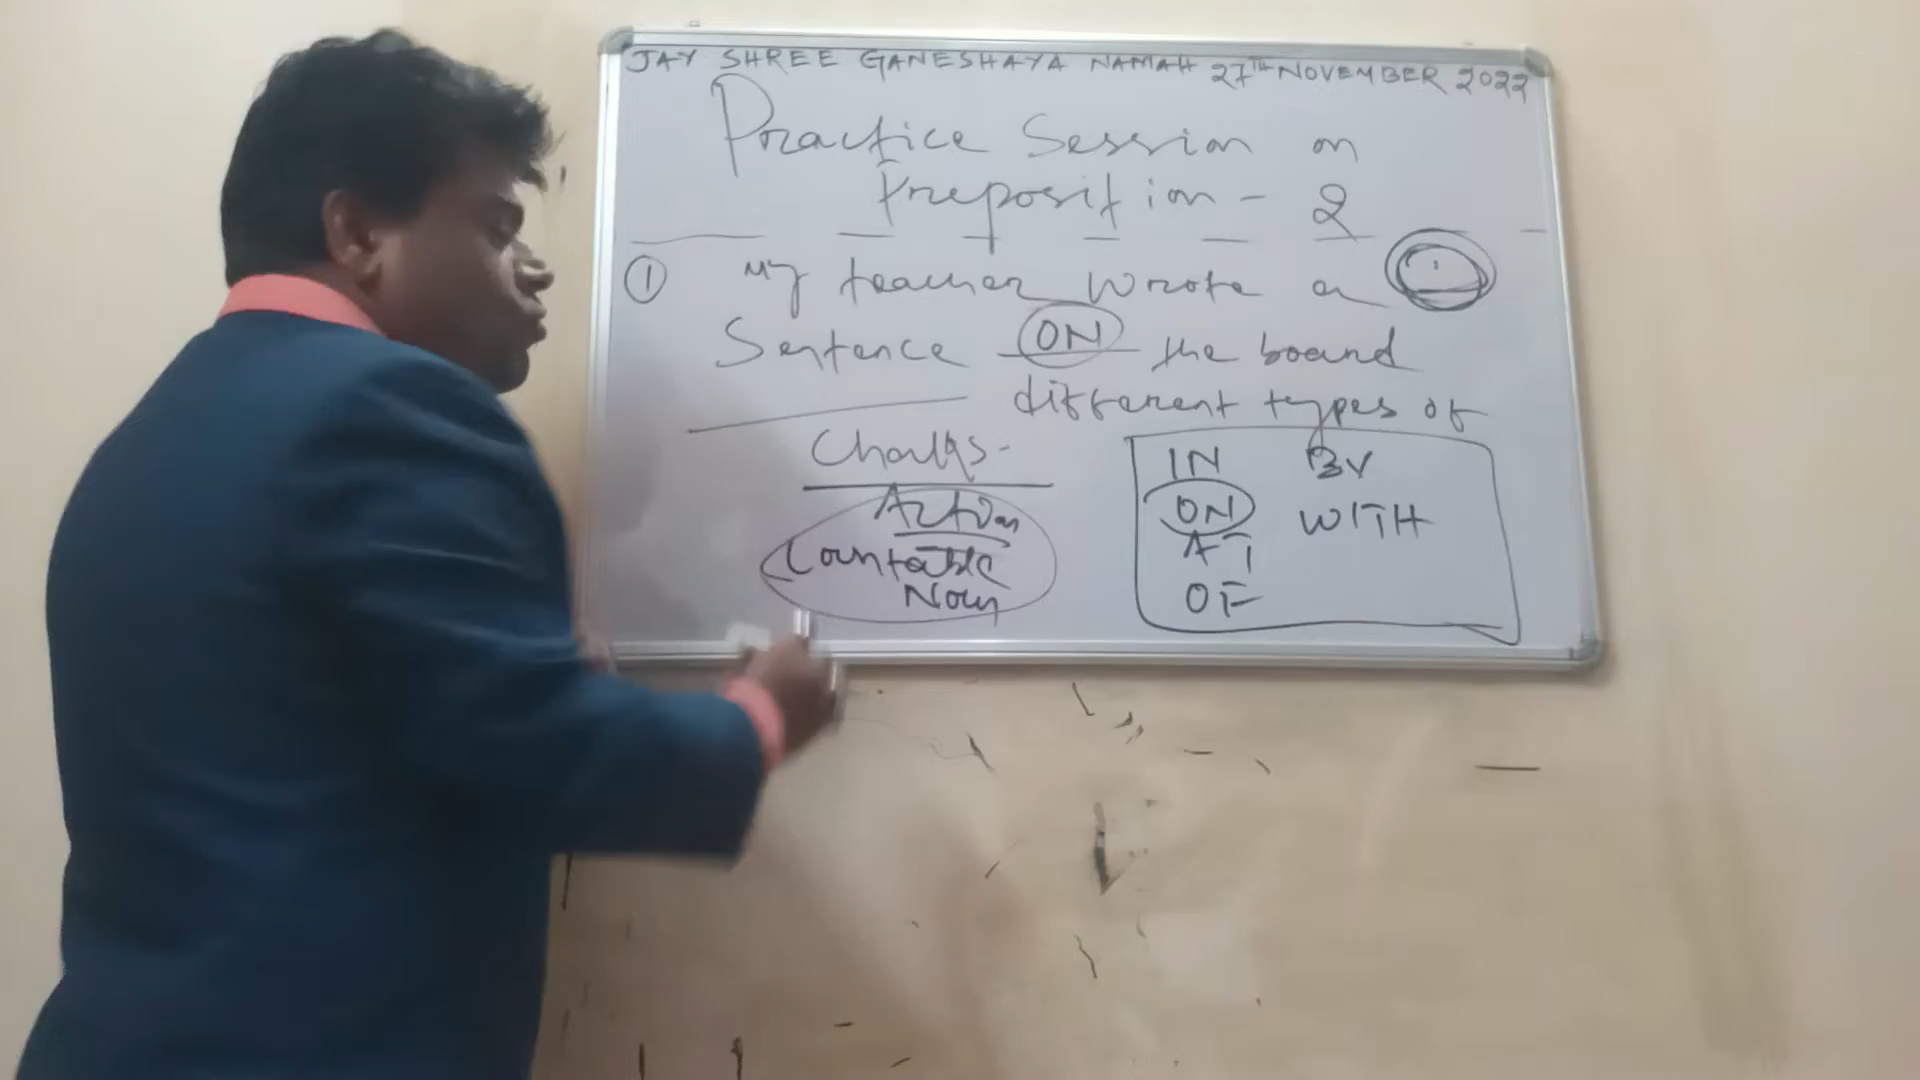 JAY SHREE GANESHAYA NAMAH 27TH NOVEMBER 2022
Practice Session on
Preposition - 2
① My teacher wrote a
Sentence ON the board
different types of
Chalks-
Action
Countable
Noun
IN BY
ON WITH
AT
OF